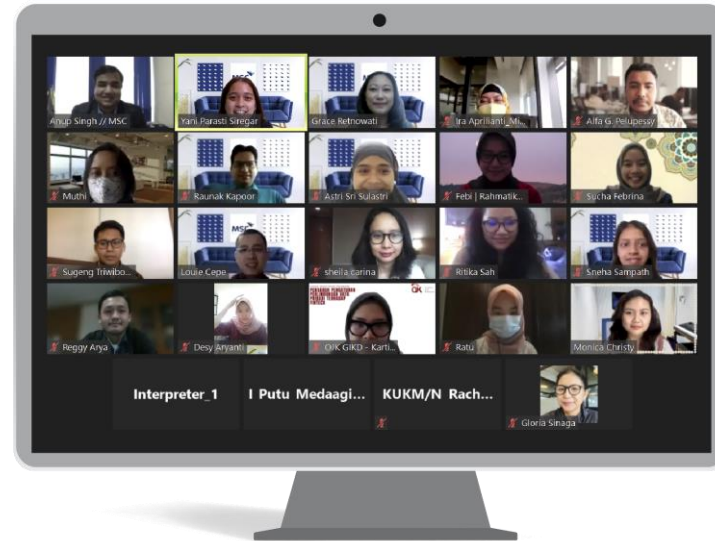 Anup Singh // MSC
Yani Parasti Siregar
Grace Retnowati
Ira Aprilianti_Mi...
Alfa G. Pelupessy
Muthi
Raunak Kapoor
Astri Sri Sulastri
Febi | Rahmatik...
Sucha Febrina
Sugeng Triwibo...
Louie Cepe
sheila carina
Ritika Sah
Sneha Sampath
Reggy Arya
Desy Aryanti
OJK GIKD - Karti...
Ratu
Monica Christy
Interpreter_1
I Putu Medaagi...
KUKM/N Rach...
Gloria Sinaga